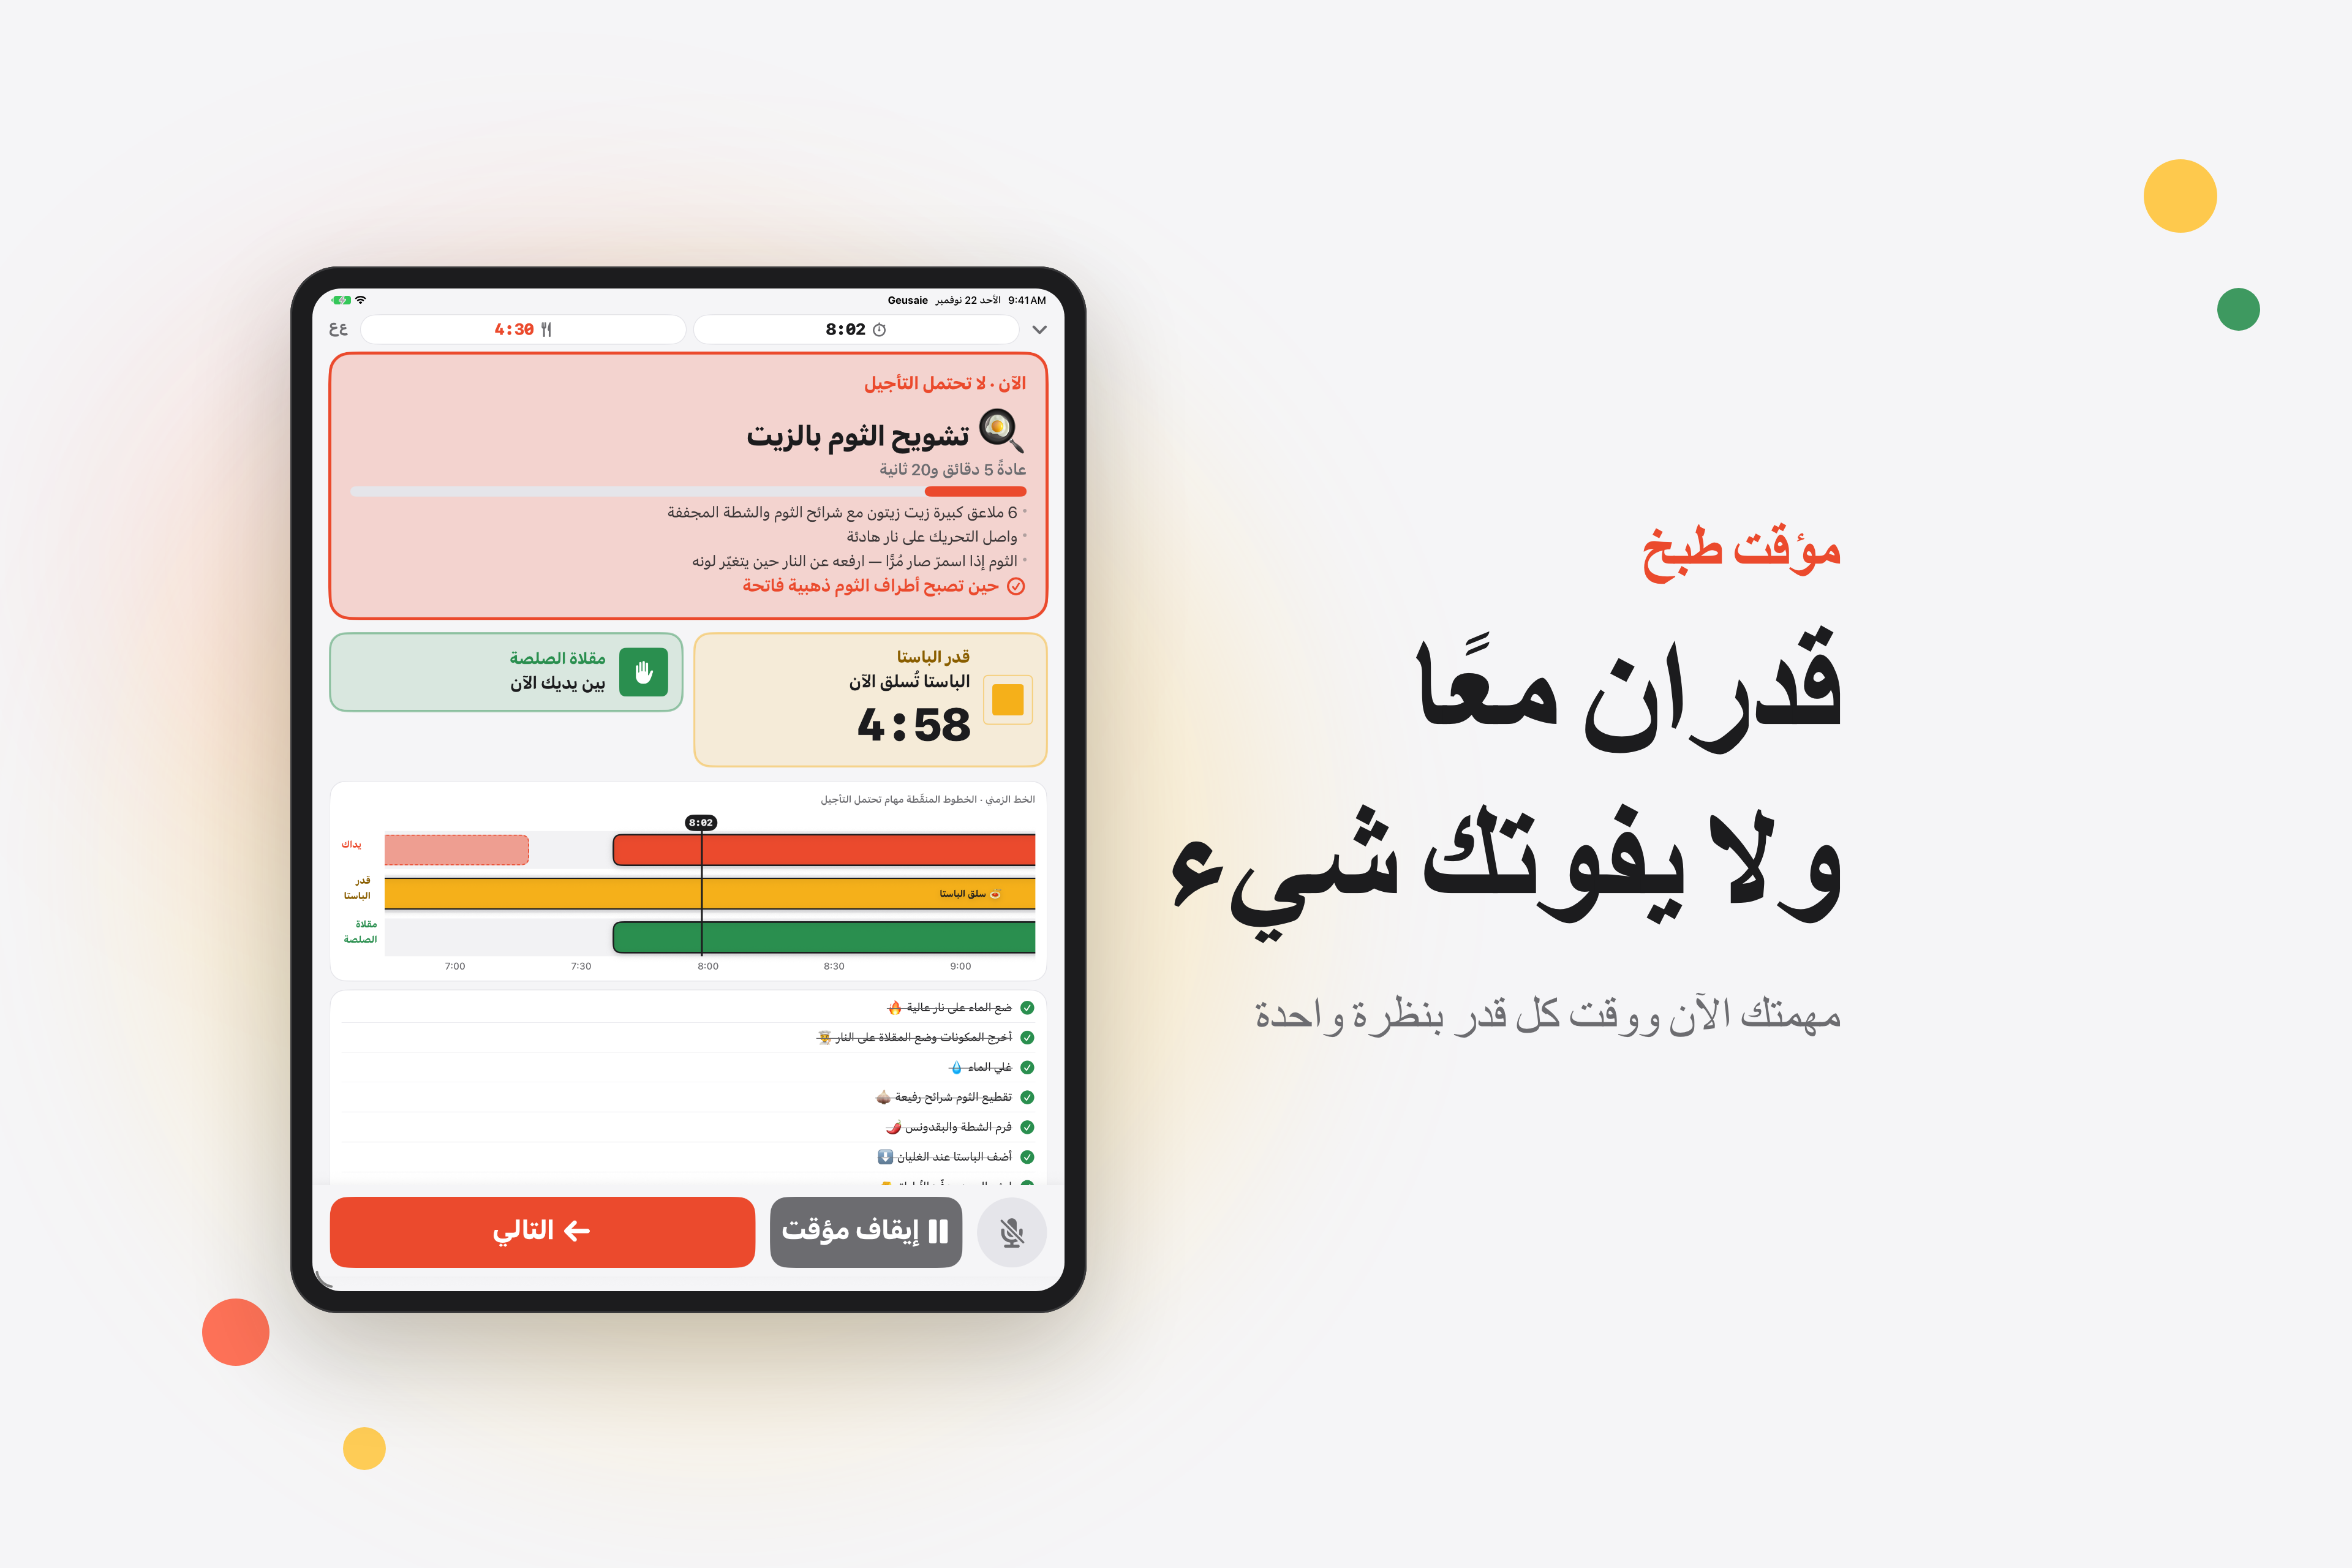 مؤقت طبخ
قدران معًا
ولا يفوتك شيء
مهمتك الآن ووقت كل قدر بنظرة واحدة
9:41 AM الأحد 22 نوفمبر Geusaie
8:02
4:30
عع
الآن · لا تحتمل التأجيل
تشويح الثوم بالزيت
عادةً 5 دقائق و20 ثانية
6 ملاعق كبيرة زيت زيتون مع شرائح الثوم والشطة المجففة
واصل التحريك على نار هادئة
الثوم إذا اسمرّ صار مُرًّا — ارفعه عن النار حين يتغيّر لونه
حين تصبح أطراف الثوم ذهبية فاتحة
قدر الباستا
الباستا تُسلق الآن
4:58
مقلاة الصلصة
بين يديك الآن
الخط الزمني · الخطوط المنقّطة مهام تحتمل التأجيل
8:02
يداك
سلق الباستا
قدر
الباستا
مقلاة
الصلصة
9:00 8:30 8:00 7:30 7:00
ضع الماء على نار عالية
أخرج المكونات وضع المقلاة على النار
غلي الماء
تقطيع الثوم شرائح رفيعة
فرم الشطة والبقدونس
أضف الباستا عند الغليان
إيقاف مؤقت
التالي